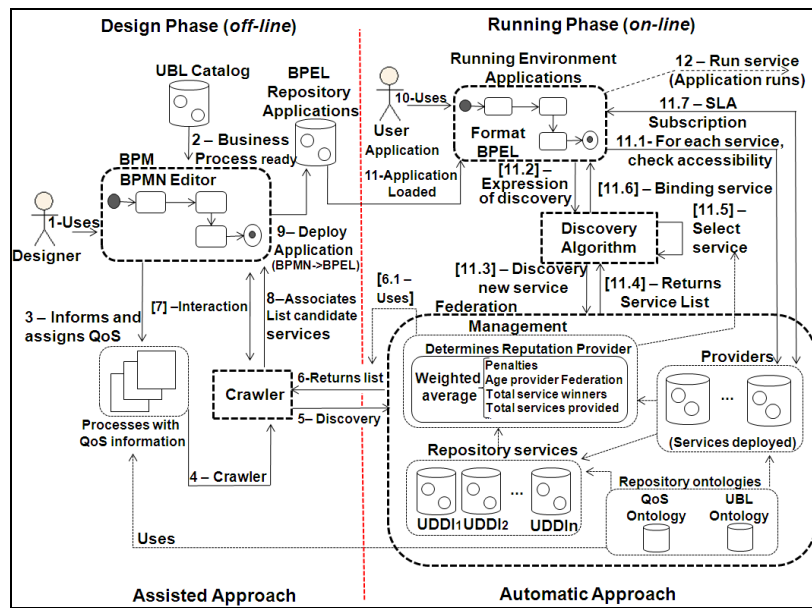 Design Phase (off-line)
Running Phase (on-line)
UBL Catalog
BPEL
Repository
Applications
2 – Business
Process ready
BPM
BPMN Editor
1-Uses
Designer
9– Deploy
Application
(BPMN->BPEL)
3 – Informs and
assigns QoS
[7] –Interaction
8–Associates
List candidate
services
Processes with
QoS information
Crawler
4 – Crawler
6-Returns list
5– Discovery
Uses
Assisted Approach
Running Environment
Applications
10-Uses
User
Application
Format
BPEL
11-Application
Loaded
12 – Run service
(Application runs)
11.7 – SLA
Subscription
11.1- For each service,
check accessibility
[11.2] –
Expression
of discovery
[11.6] – Binding service
[11.5] –
Select
service
Discovery
Algorithm
[11.3] – Discovery
new service
[11.4] – Returns
Service List
[6.1 –
Uses]
Federation
Management
Determines Reputation Provider
Weighted
average
Penalties
Age provider Federation
Total service winners
Total services provided
Providers
...
(Services deployed)
Repository services
...
UDDI1 UDDI2 UDDIn
Repository ontologies
QoS
Ontology
UBL
Ontology
Automatic Approach